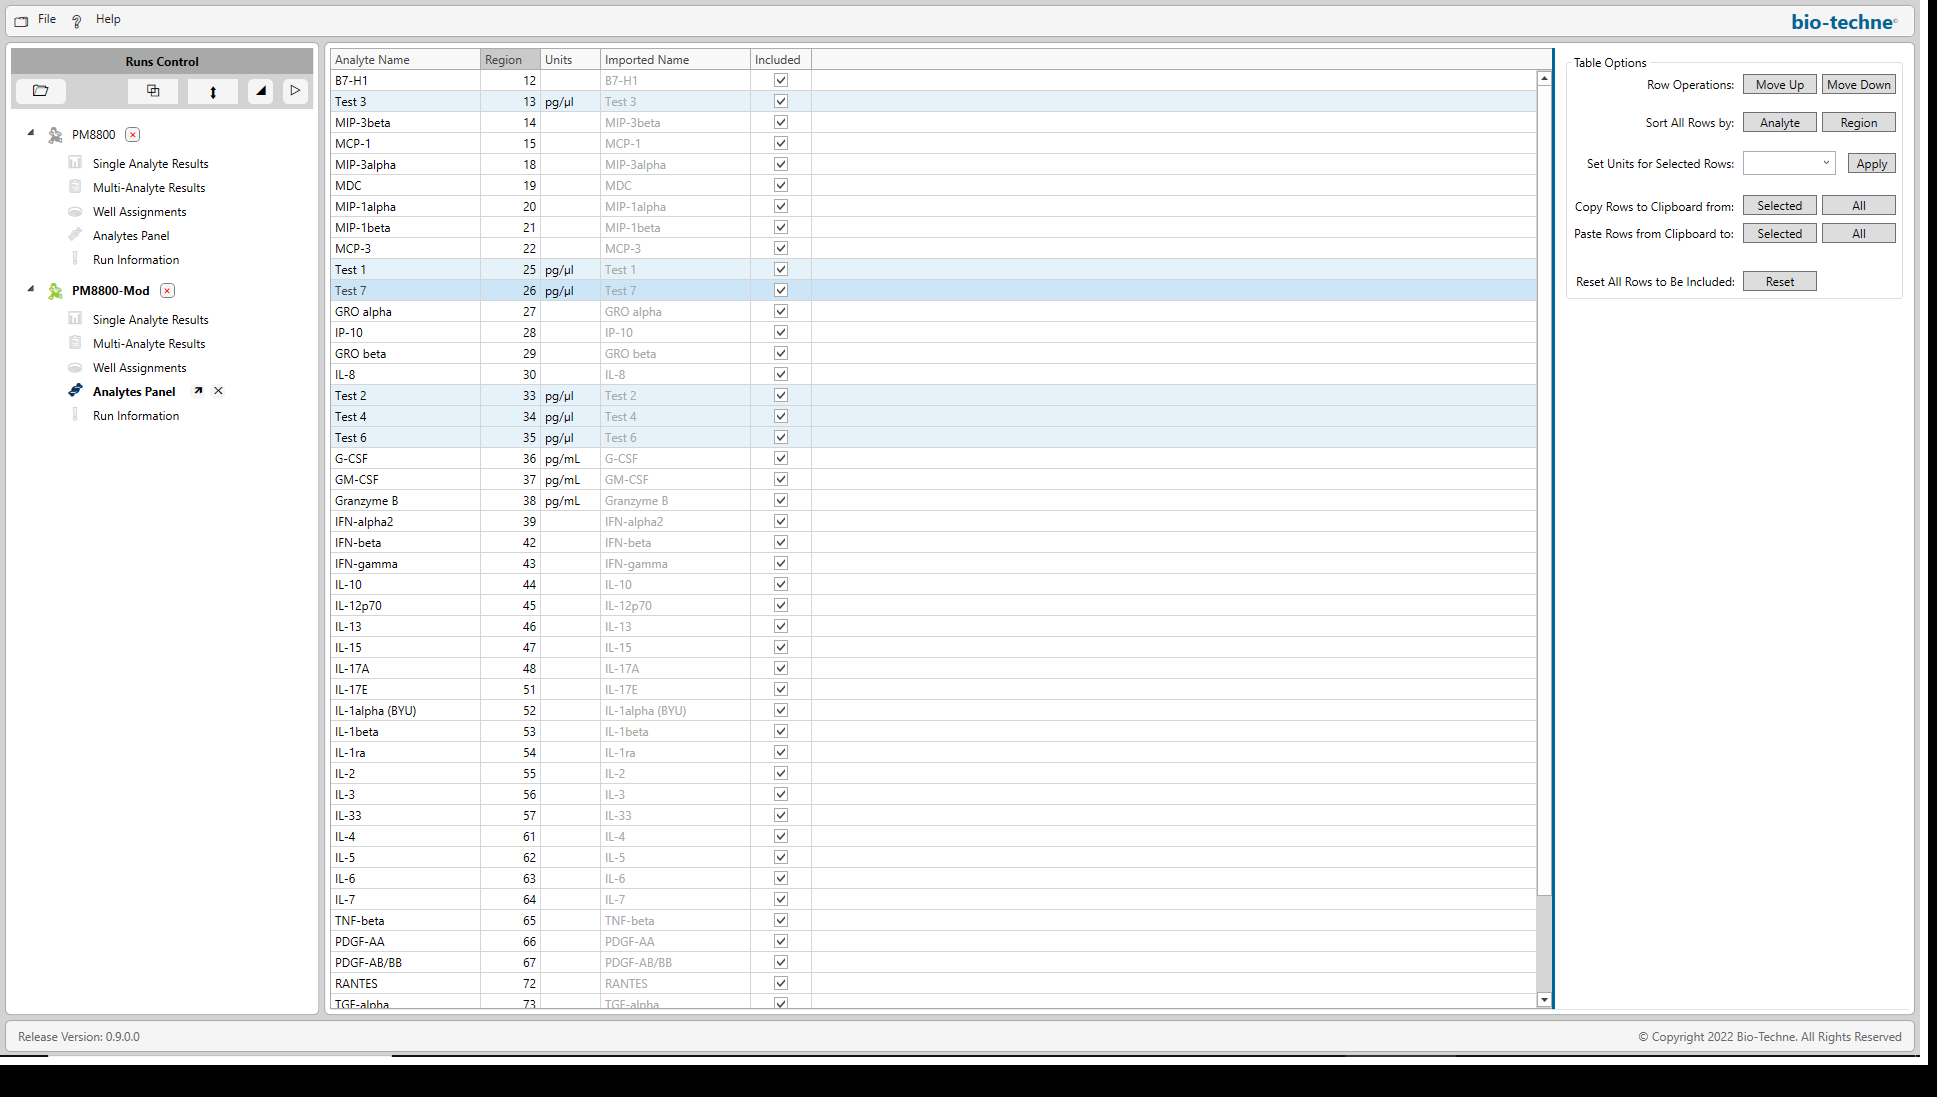 File Help
bio-techne
Runs Control
PM8800
Single Analyte Results
Multi-Analyte Results
Well Assignments
Analytes Panel
Run Information
PM8800-Mod
Single Analyte Results
Multi-Analyte Results
Well Assignments
Analytes Panel
Run Information
Analyte Name Region Units Imported Name Included
B7-H1 12 B7-H1
Test 3 13 pg/µl Test 3
MIP-3beta 14 MIP-3beta
MCP-1 15 MCP-1
MIP-3alpha 18 MIP-3alpha
MDC 19 MDC
MIP-1alpha 20 MIP-1alpha
MIP-1beta 21 MIP-1beta
MCP-3 22 MCP-3
Test 1 25 pg/µl Test 1
Test 7 26 pg/µl Test 7
GRO alpha 27 GRO alpha
IP-10 28 IP-10
GRO beta 29 GRO beta
IL-8 30 IL-8
Test 2 33 pg/µl Test 2
Test 4 34 pg/µl Test 4
Test 6 35 pg/µl Test 6
G-CSF 36 pg/mL G-CSF
GM-CSF 37 pg/mL GM-CSF
Granzyme B 38 pg/mL Granzyme B
IFN-alpha2 39 IFN-alpha2
IFN-beta 42 IFN-beta
IFN-gamma 43 IFN-gamma
IL-10 44 IL-10
IL-12p70 45 IL-12p70
IL-13 46 IL-13
IL-15 47 IL-15
IL-17A 48 IL-17A
IL-17E 51 IL-17E
IL-1alpha (BYU) 52 IL-1alpha (BYU)
IL-1beta 53 IL-1beta
IL-1ra 54 IL-1ra
IL-2 55 IL-2
IL-3 56 IL-3
IL-33 57 IL-33
IL-4 61 IL-4
IL-5 62 IL-5
IL-6 63 IL-6
IL-7 64 IL-7
TNF-beta 65 TNF-beta
PDGF-AA 66 PDGF-AA
PDGF-AB/BB 67 PDGF-AB/BB
RANTES 72 RANTES
TGF-alpha 73 TGF-alpha
Table Options
Row Operations: Move Up Move Down
Sort All Rows by: Analyte Region
Set Units for Selected Rows: Apply
Copy Rows to Clipboard from: Selected All
Paste Rows from Clipboard to: Selected All
Reset All Rows to Be Included: Reset
Release Version: 0.9.0.0
© Copyright 2022 Bio-Techne. All Rights Reserved